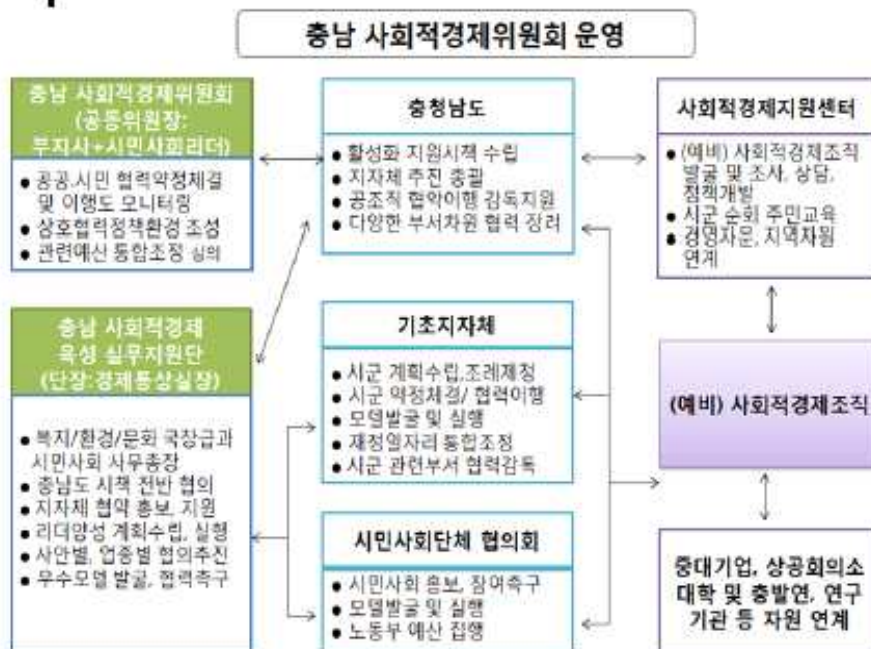 충남 사회적경제위원회 운영
충남 사회적경제위원회
(공동위원장:
부지사+시민사회리더)
● 공공.시민 협력약정체결
및 이행도 모니터링
● 상호협력정책환경 조성
● 관련예산 통합조정 심의
충청남도
● 활성화 지원시책 수립
● 지자체 추진 총괄
● 공조직 협약이행 감독지원
● 다양한 부서차원 협력 장려
사회적경제지원센터
● (예비) 사회적경제조직
발굴 및 조사, 상담,
정책개발
● 시군 순회 주민교육
● 경영자문, 지역자원
연계
충남 사회적경제
육성 실무지원단
(단장:경제통상실장)
● 복지/환경/문화 국장급과
시민사회 사무총장
● 충남도 시책 전반 협의
● 지자체 협약 홍보, 지원
● 리더양성 계획수립, 실행
● 사안별, 업종별 협의추진
● 우수모델 발굴, 협력촉구
기초지자체
● 시군 계획수립,조례제정
● 시군 약정체결/ 협력이행
● 모델발굴 및 실행
● 재정일자리 통합조정
● 시군 관련부서 협력감독
(예비) 사회적경제조직
시민사회단체 협의회
● 시민사회 홍보, 참여촉구
● 모델발굴 및 실행
● 노동부 예산 집행
중대기업, 상공회의소
대학 및 충발연, 연구
기관 등 자원 연계